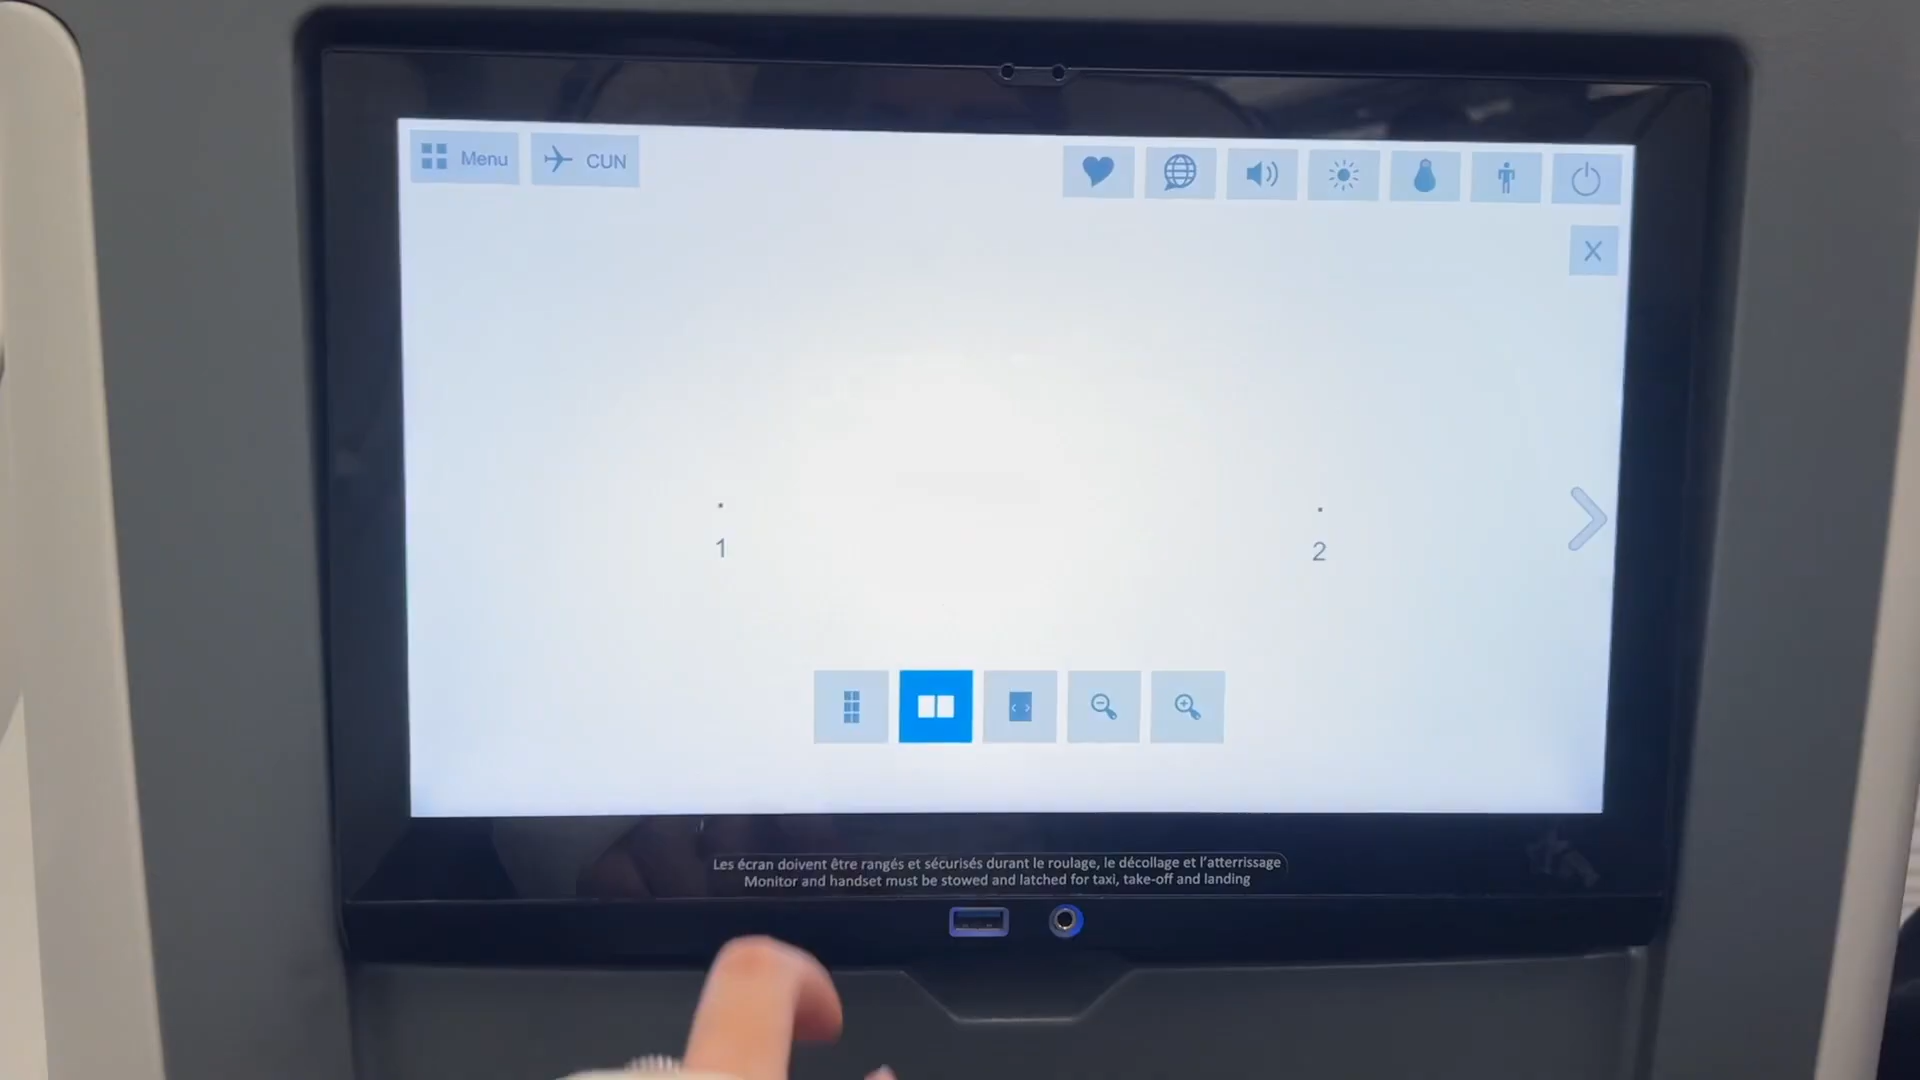 Menu
CUN
X
1
2
Les écran doivent être rangés et sécurisés durant le roulage, le décollage et l'atterrissage
Monitor and handset must be stowed and latched for taxi, take-off and landing